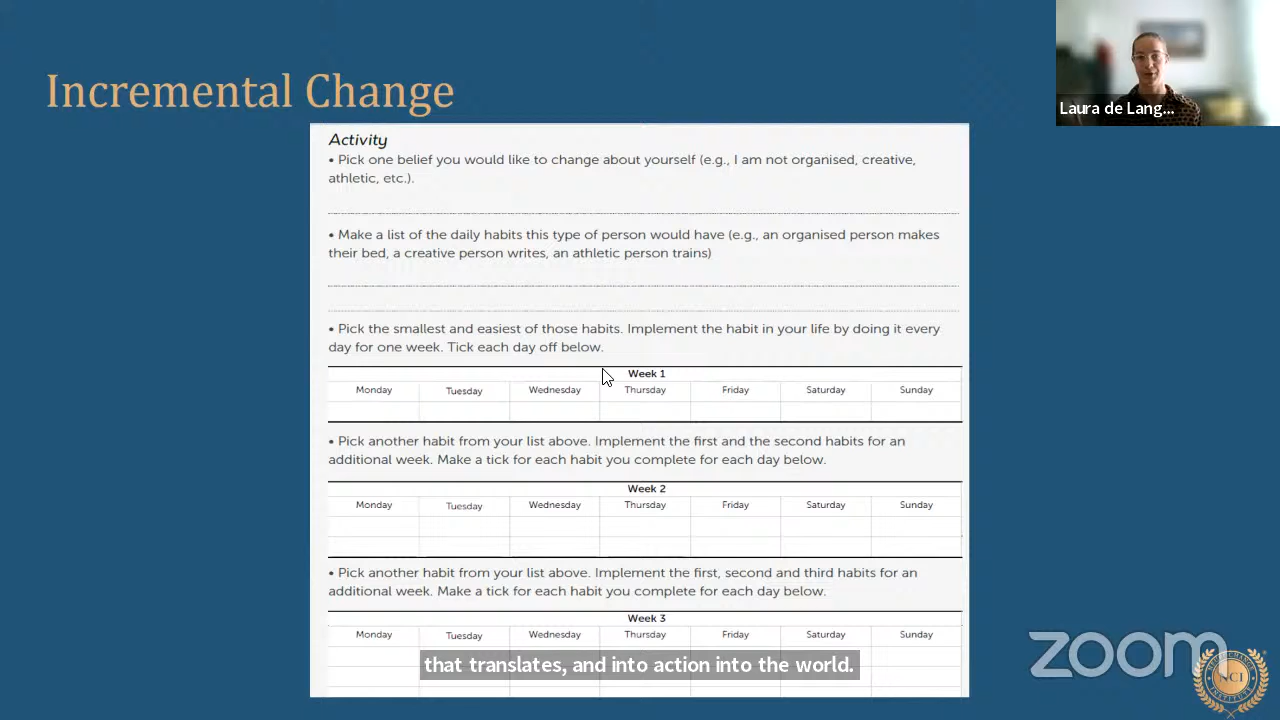 Incremental Change
Laura de Lang...
Activity
• Pick one belief you would like to change about yourself (e.g., I am not organised, creative,
athletic, etc.).
• Make a list of the daily habits this type of person would have (e.g., an organised person makes
their bed, a creative person writes, an athletic person trains)
• Pick the smallest and easiest of those habits. Implement the habit in your life by doing it every
day for one week. Tick each day off below.
Week 1
Monday Tuesday Wednesday Thursday Friday Saturday Sunday
• Pick another habit from your list above. Implement the first and the second habits for an
additional week. Make a tick for each habit you complete for each day below.
Week 2
Monday Tuesday Wednesday Thursday Friday Saturday Sunday
• Pick another habit from your list above. Implement the first, second and third habits for an
additional week. Make a tick for each habit you complete for each day below.
Week 3
Monday Tuesday Wednesday Thursday Friday Saturday Sunday
that translates, and into action into the world.
zoom
NCI